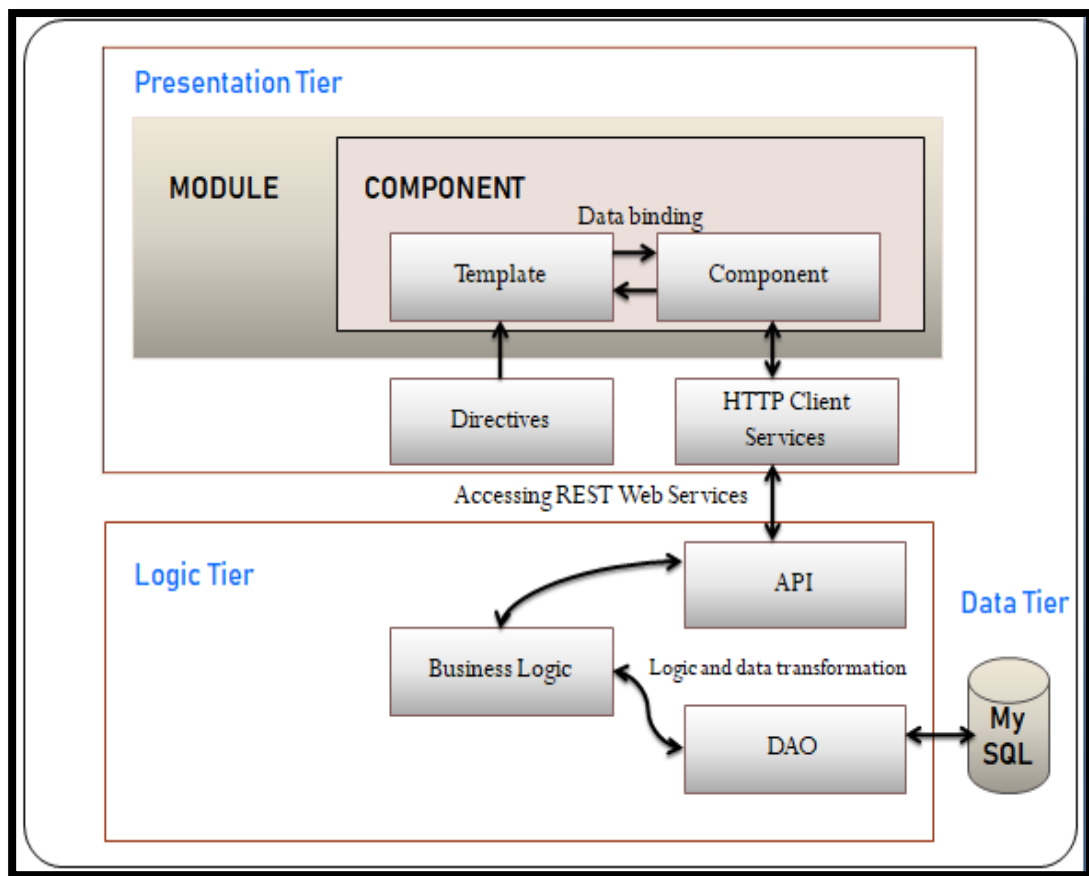 Presentation Tier
MODULE
COMPONENT
Data binding
Template
Component
Directives
HTTP Client
Services
Accessing REST Web Services
Logic Tier
API
Data Tier
Business Logic
Logic and data transformation
DAO
My
SQL